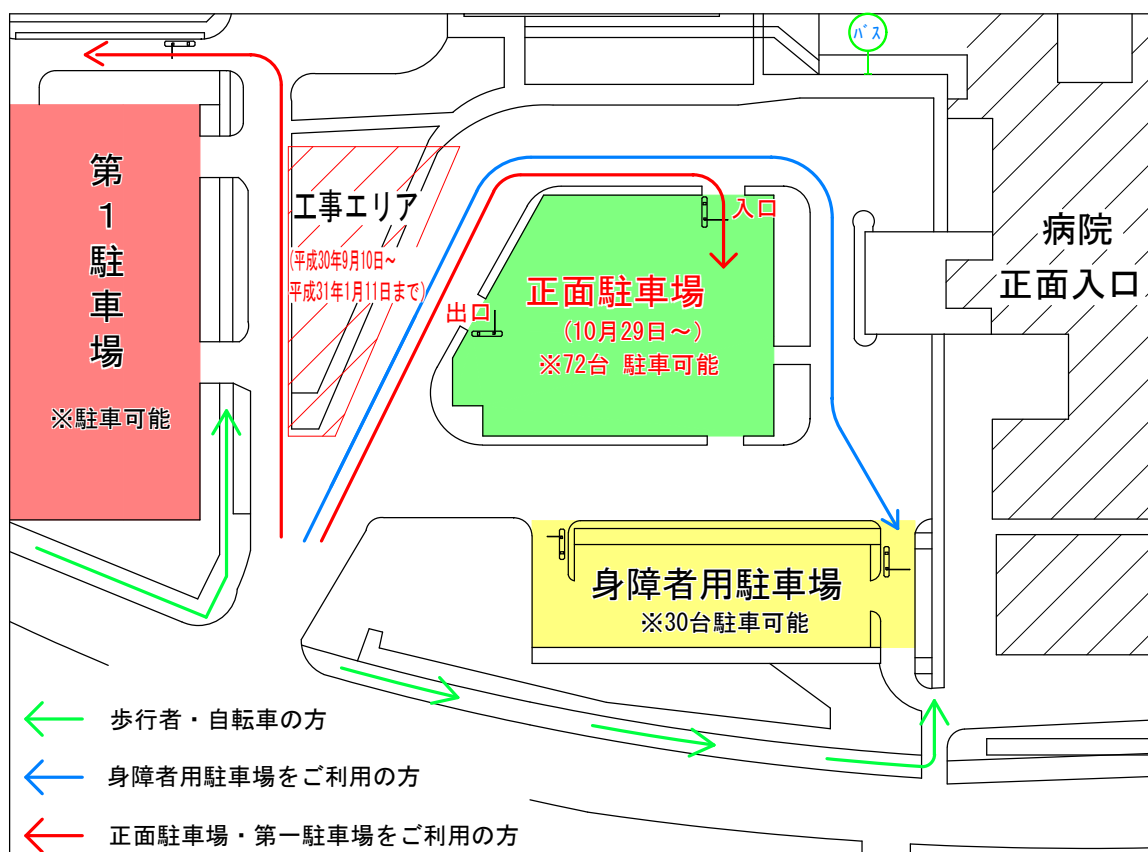 バス
第1駐車場
※駐車可能
工事エリア
(平成30年9月10日～
平成31年1月11日まで)
入口
出口
正面駐車場
(10月29日～)
※72台 駐車可能
病院
正面入口
身障者用駐車場
※30台駐車可能
歩行者・自転車の方
身障者用駐車場をご利用の方
正面駐車場・第一駐車場をご利用の方